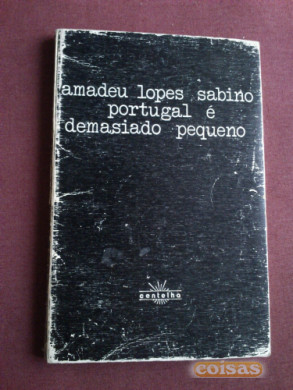 amadeu lopes sabino
portugal é
demasiado pequeno
centelha
coisas